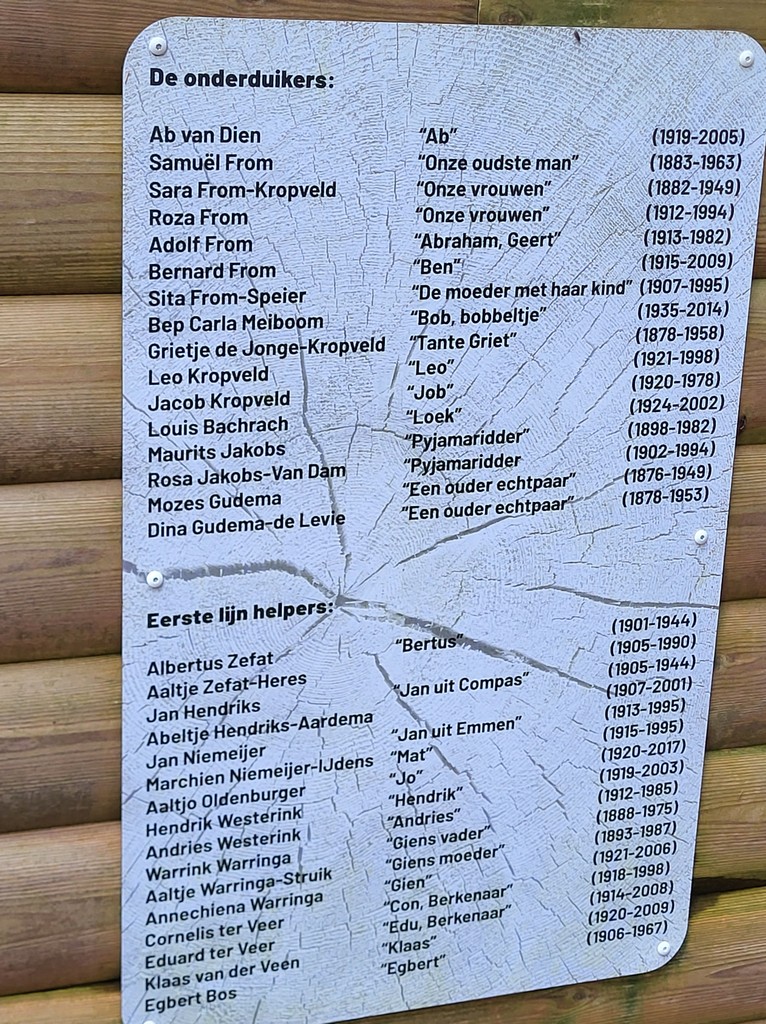 De onderduikers:
Ab van Dien "Ab" (1919-2005)
Samuël From "Onze oudste man" (1883-1963)
Sara From-Kropveld "Onze vrouwen" (1882-1949)
Roza From "Onze vrouwen" (1912-1994)
Adolf From "Abraham, Geert" (1913-1982)
Bernard From "Ben" (1915-2009)
Sita From-Speier "De moeder met haar kind" (1907-1995)
Bep Carla Meiboom "Bob, bobbeltje" (1935-2014)
Grietje de Jonge-Kropveld "Tante Griet" (1878-1958)
Leo Kropveld "Leo" (1921-1998)
Jacob Kropveld "Job" (1920-1978)
Louis Bachrach "Loek" (1924-2002)
Maurits Jakobs "Pyjamaridder" (1898-1982)
Rosa Jakobs-Van Dam "Pyjamaridder (1902-1994)
Mozes Gudema "Een ouder echtpaar" (1876-1949)
Dina Gudema-de Levie "Een ouder echtpaar" (1878-1953)
Eerste lijn helpers:
Albertus Zefat "Bertus" (1901-1944)
Aaltje Zefat-Heres (1905-1990)
Jan Hendriks "Jan uit Compas" (1905-1944)
Abeltje Hendriks-Aardema (1907-2001)
Jan Niemeijer "Jan uit Emmen" (1913-1995)
Marchien Niemeijer-IJdens "Mat" (1915-1995)
Aaltjo Oldenburger "Jo" (1920-2017)
Hendrik Westerink "Hendrik" (1919-2003)
Andries Westerink "Andries" (1912-1985)
Warrink Warringa "Giens vader" (1888-1975)
Aaltje Warringa-Struik "Giens moeder" (1893-1987)
Annechiena Warringa "Gien" (1921-2006)
Cornelis ter Veer "Con, Berkenaar" (1918-1998)
Eduard ter Veer "Edu, Berkenaar" (1914-2008)
Klaas van der Veen "Klaas" (1920-2009)
Egbert Bos "Egbert" (1906-1967)